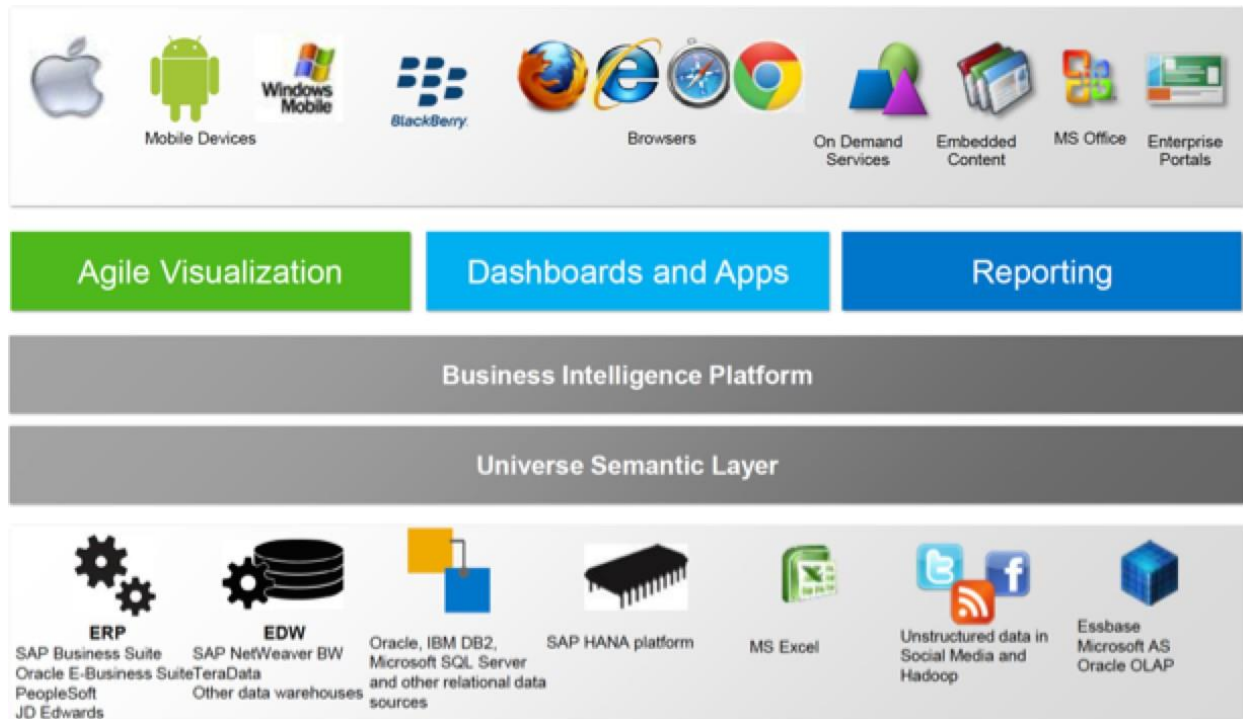 Windows
Mobile
BlackBerry.
Mobile Devices
Browsers
On Demand
Services
Embedded
Content
MS Office
Enterprise
Portals
Agile Visualization
Dashboards and Apps
Reporting
Business Intelligence Platform
Universe Semantic Layer
ERP
SAP Business Suite
Oracle E-Business Suite
PeopleSoft
JD Edwards
EDW
SAP NetWeaver BW
TeraData
Other data warehouses
Oracle, IBM DB2,
Microsoft SQL Server
and other relational data
sources
SAP HANA platform
MS Excel
Unstructured data in
Social Media and
Hadoop
Essbase
Microsoft AS
Oracle OLAP